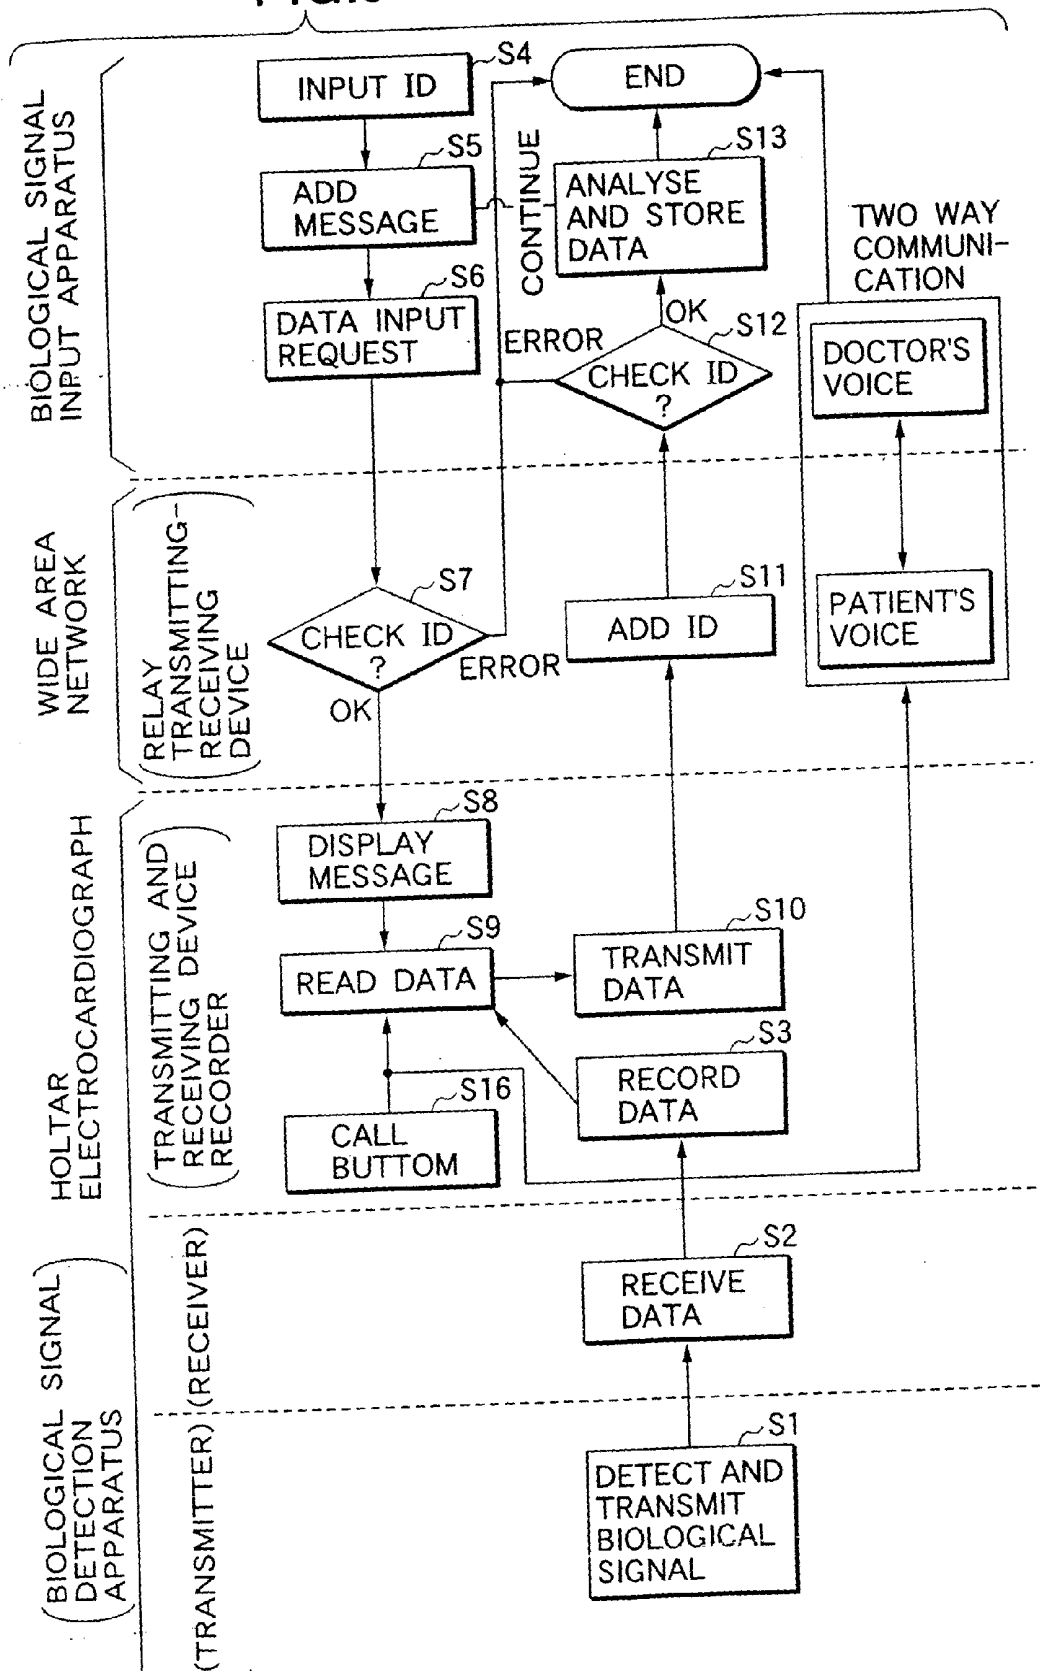 S4
INPUT ID
END
S5
S13
ADD
MESSAGE
CONTINUE
ANALYSE
AND STORE
DATA
TWO WAY
COMMUNI-
CATION
S6
DATA INPUT
REQUEST
OK
S12
ERROR
CHECK ID
?
DOCTOR'S
VOICE
BIOLOGICAL SIGNAL
INPUT APPARATUS
WIDE AREA
NETWORK
RELAY
TRANSMITTING-
RECEIVING
DEVICE
S7
CHECK ID
?
ERROR
OK
S11
ADD ID
PATIENT'S
VOICE
HOLTAR
ELECTROCARDIOGRAPH
TRANSMITTING AND
RECEIVING DEVICE
RECORDER
S8
DISPLAY
MESSAGE
S9
READ DATA
S10
TRANSMIT
DATA
S3
RECORD
DATA
S16
CALL
BUTTOM
(RECEIVER)
S2
RECEIVE
DATA
BIOLOGICAL SIGNAL
DETECTION
APPARATUS
(TRANSMITTER)
S1
DETECT AND
TRANSMIT
BIOLOGICAL
SIGNAL